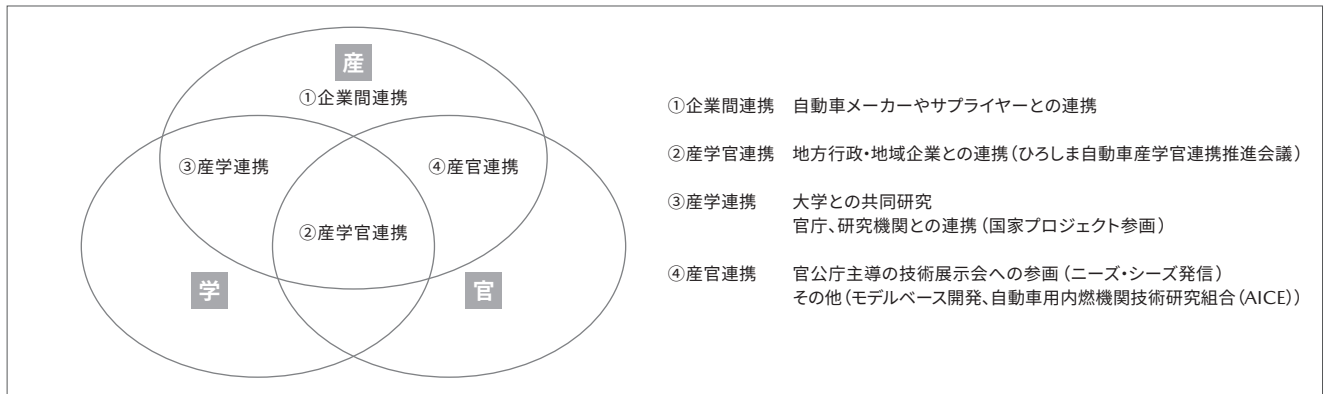 産
①企業間連携
③産学連携
④産官連携
②産学官連携
学
官
①企業間連携 自動車メーカーやサプライヤーとの連携
②産学官連携 地方行政・地域企業との連携（ひろしま自動車産学官連携推進会議）
③産学連携 大学との共同研究
官庁、研究機関との連携（国家プロジェクト参画）
④産官連携 官公庁主導の技術展示会への参画（ニーズ・シーズ発信）
その他（モデルベース開発、自動車用内燃機関技術研究組合（AICE））